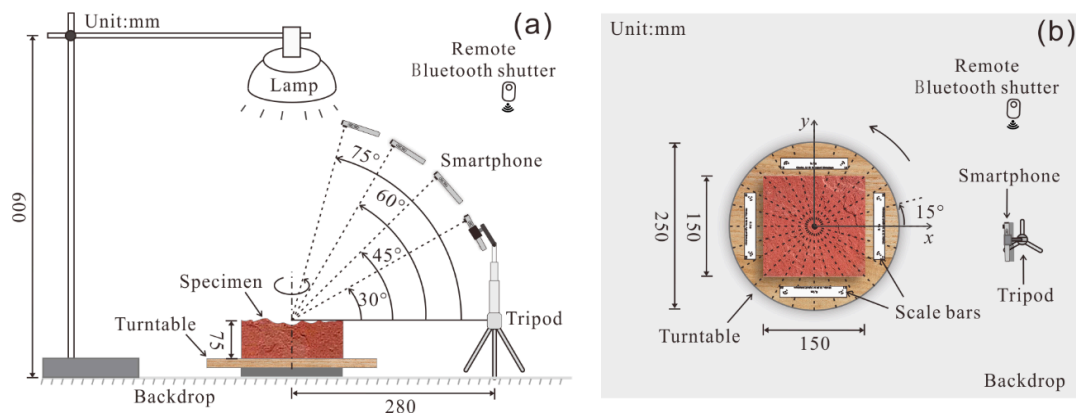 Unit:mm
(a)
Remote
Bluetooth shutter
Lamp
75°
Smartphone
60°
600
45°
Specimen
30°
Turntable
75
Tripod
Backdrop
280
Unit:mm
(b)
Remote
Bluetooth shutter
y
Smartphone
250
150
15°
x
Tripod
Scale bars
Turntable
150
Backdrop